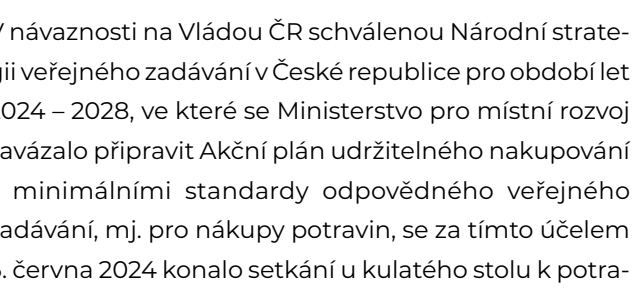 V návaznosti na Vládou ČR schválenou Národní strate-
gii veřejného zadávání v České republice pro období let
2024 – 2028, ve které se Ministerstvo pro místní rozvoj
zavázalo připravit Akční plán udržitelného nakupování
minimálními standardy odpovědného veřejného
zadávání, mj. pro nákupy potravin, se za tímto účelem
června 2024 konalo setkání u kulatého stolu k potra-